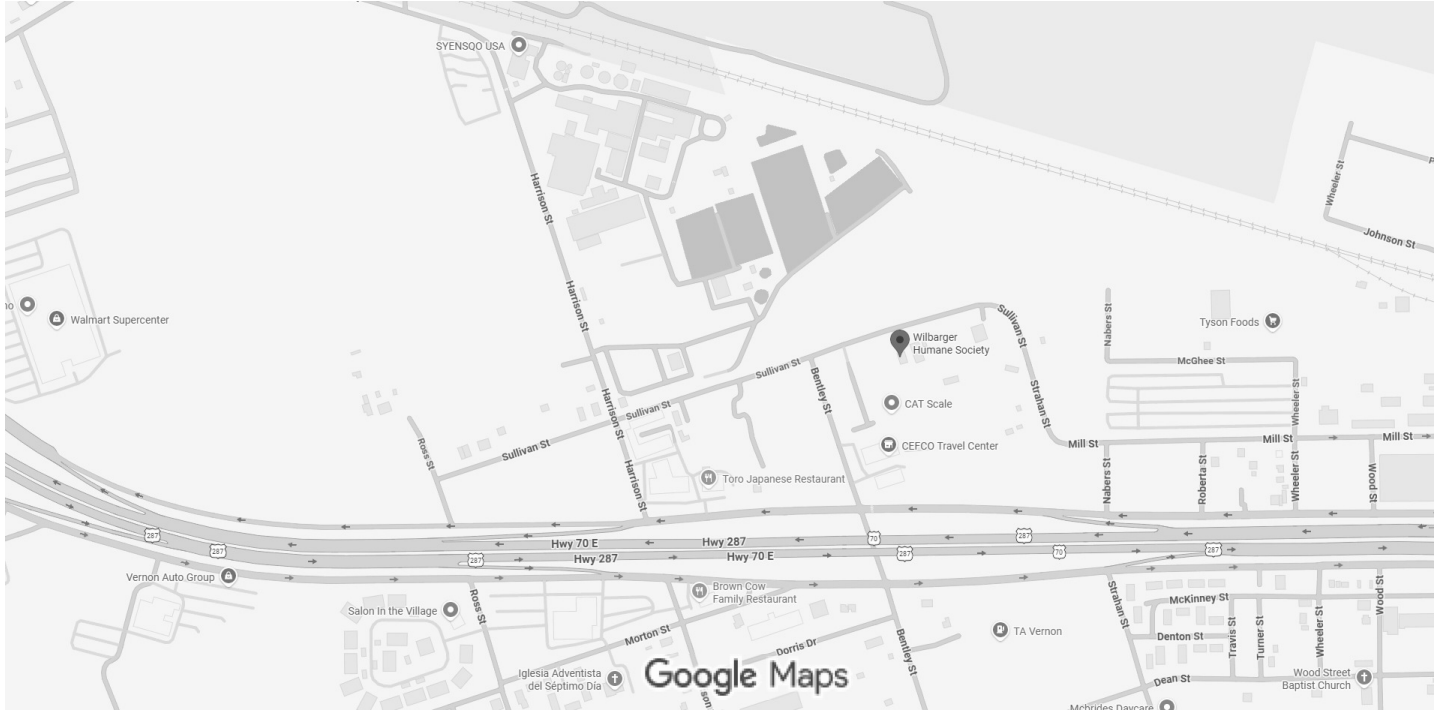 SYENSQO USA
Harrison St
Wheeler St
Johnson St
Walmart Supercenter
Harrison St
Sullivan St
Nabers St
Tyson Foods
Wilbarger
Humane Society
McGhee St
Sullivan St
Bentley St
Strahan St
Wheeler St
Harrison St
Sullivan St
CAT Scale
Ross St
Sullivan St
CEFCO Travel Center
Mill St
Mill St
Mill St
Harrison St
Toro Japanese Restaurant
Nabers St
Roberta St
Wheeler St
Wood St
287
287
287
Hwy 70 E
Hwy 287
Hwy 287
Hwy 70 E
70
287
287
70
287
Vernon Auto Group
Salon In the Village
Ross St
Brown Cow
Family Restaurant
Morton St
Dorris Dr
Bentley St
TA Vernon
Strahan St
McKinney St
Denton St
Travis St
Turner St
Wheeler St
Wood St
Iglesia Adventista
del Séptimo Día
Google Maps
Dean St
Wood Street
Baptist Church
Mcbrides Daycare